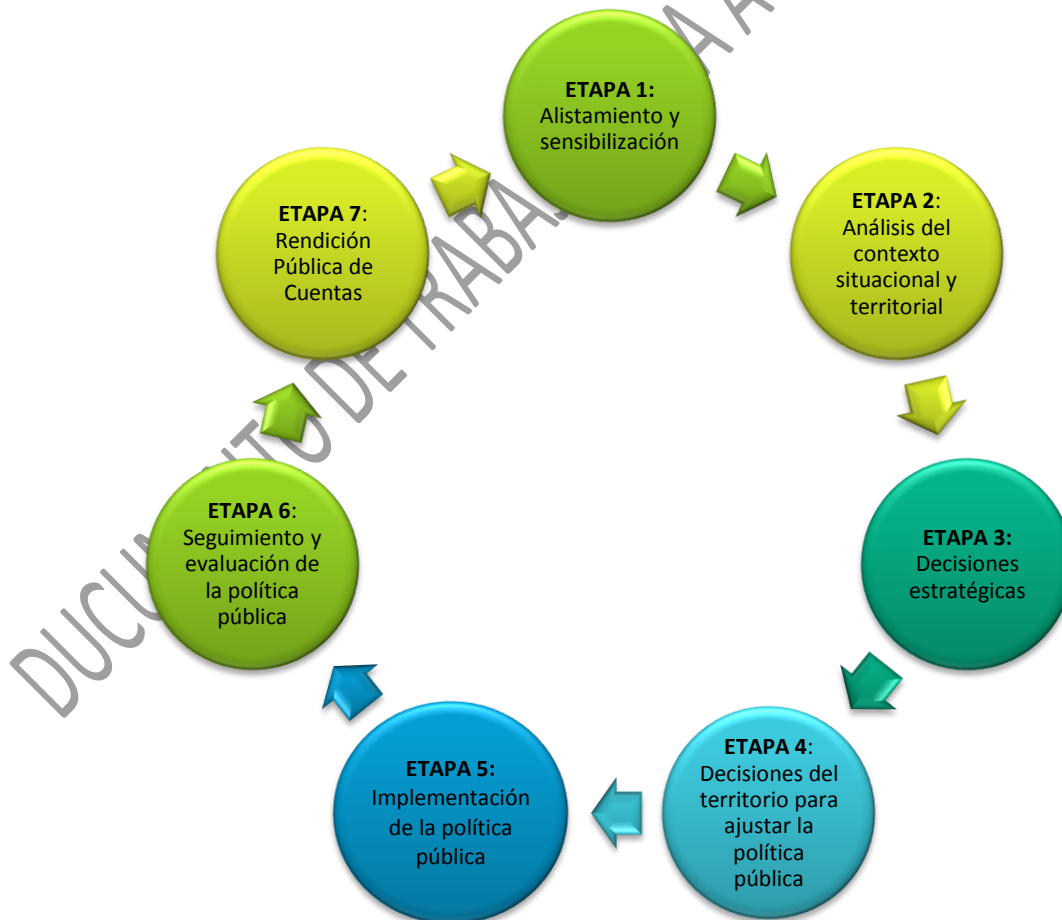 ETAPA 1:
Alistamiento y
sensibilización
ETAPA 2:
Análisis del
contexto
situacional y
territorial
ETAPA 3:
Decisiones
estratégicas
ETAPA 4:
Decisiones del
territorio para
ajustar la
política
pública
ETAPA 5:
Implementación
de la política
pública
ETAPA 6:
Seguimiento y
evaluación de
la política
pública
ETAPA 7:
Rendición
Pública de
Cuentas
DE